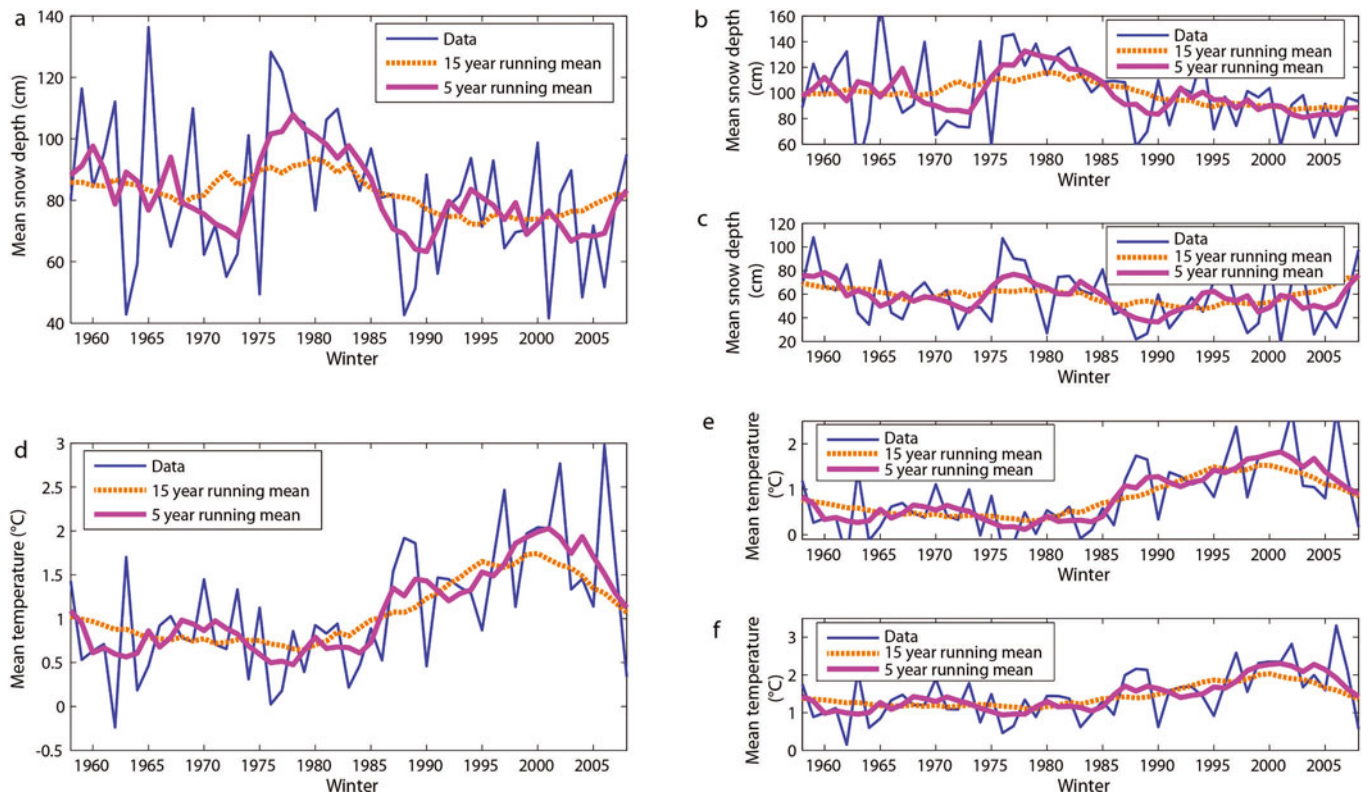 a
Mean snow depth (cm)
140
120
100
80
60
40
Data
15 year running mean
5 year running mean
1960 1965 1970 1975 1980 1985 1990 1995 2000 2005
Winter
b
Mean snow depth
(cm)
160
140
120
100
80
60
Data
15 year running mean
5 year running mean
1960 1965 1970 1975 1980 1985 1990 1995 2000 2005
Winter
c
Mean snow depth
(cm)
120
100
80
60
40
20
Data
15 year running mean
5 year running mean
1960 1965 1970 1975 1980 1985 1990 1995 2000 2005
Winter
d
Mean temperature (°C)
3
2.5
2
1.5
1
0.5
0
-0.5
Data
15 year running mean
5 year running mean
1960 1965 1970 1975 1980 1985 1990 1995 2000 2005
Winter
e
Mean temperature
(°C)
2
1
0
Data
15 year running mean
5 year running mean
1960 1965 1970 1975 1980 1985 1990 1995 2000 2005
Winter
f
Mean temperature
(°C)
3
2
1
0
Data
15 year running mean
5 year running mean
1960 1965 1970 1975 1980 1985 1990 1995 2000 2005
Winter